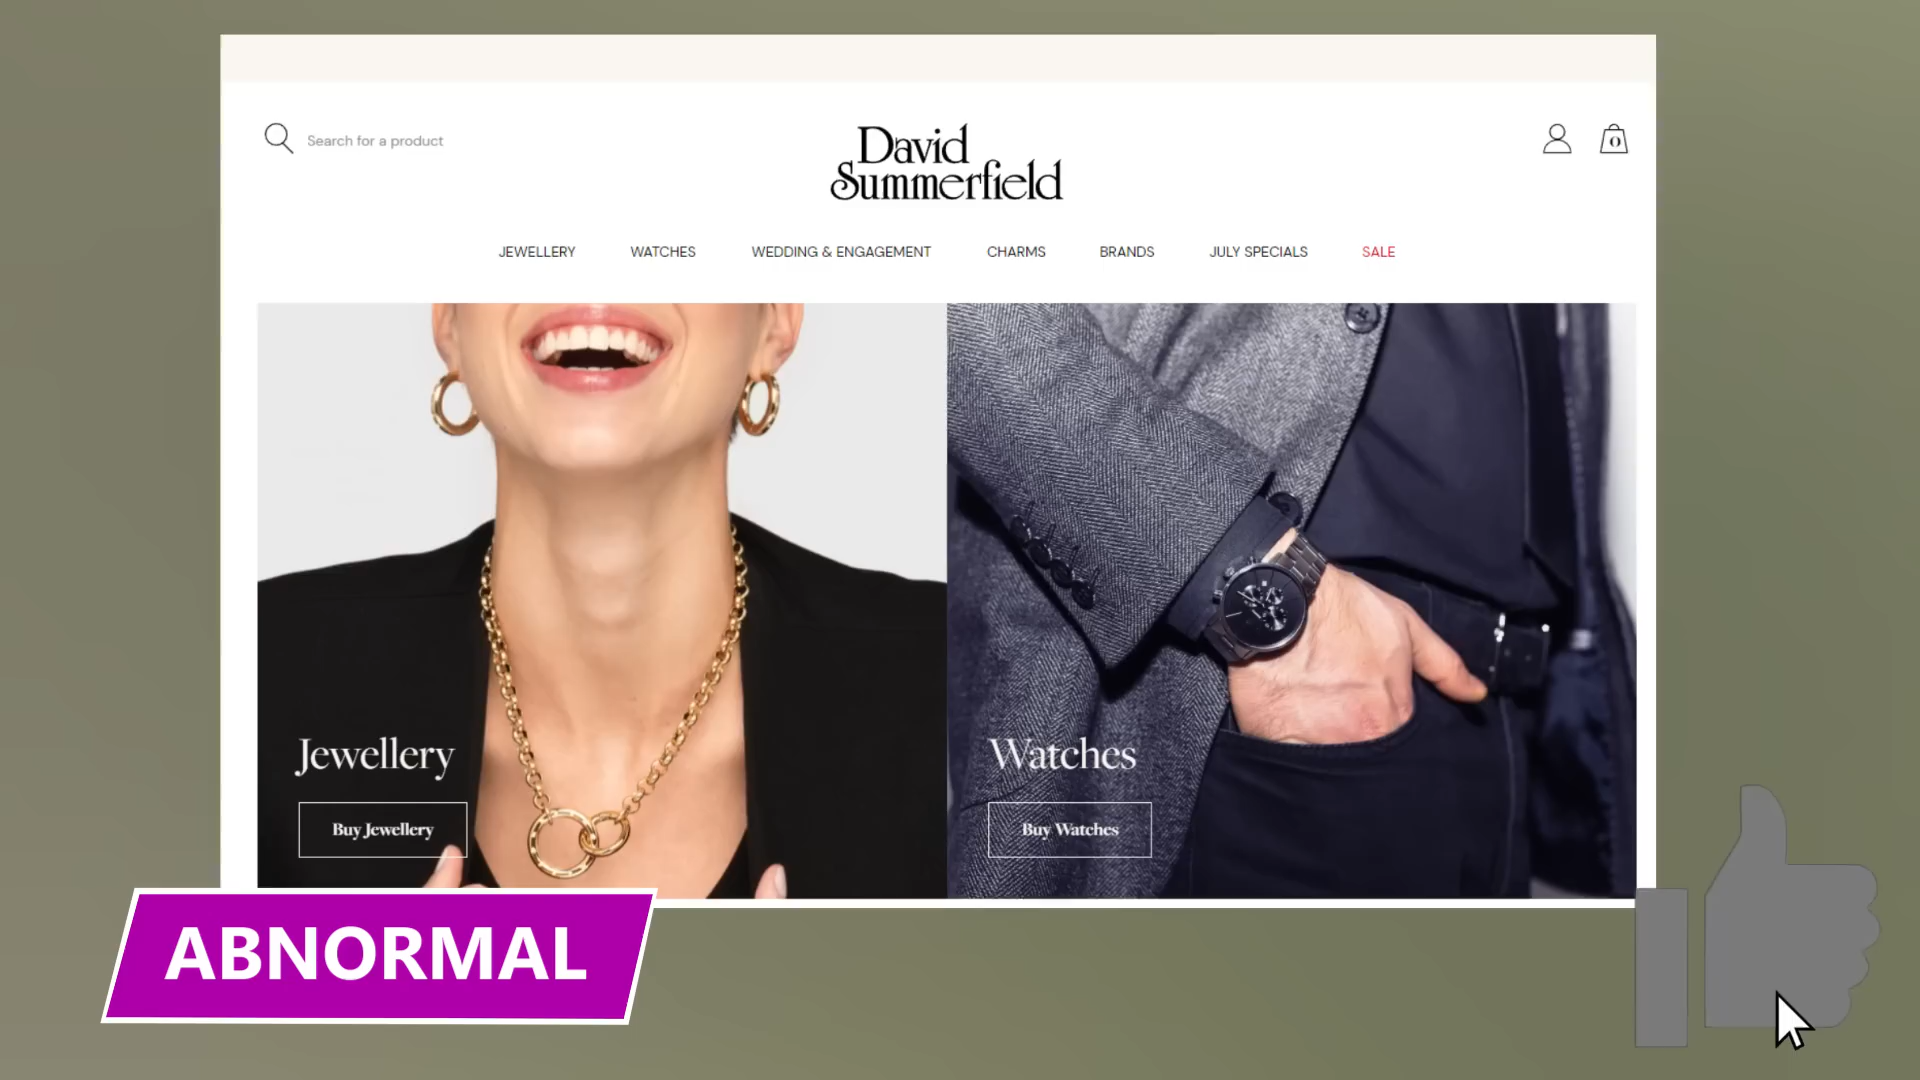 Search for a product
David
Summerfield
0
JEWELLERY WATCHES WEDDING & ENGAGEMENT CHARMS BRANDS JULY SPECIALS SALE
Jewellery
Buy Jewellery
Watches
Buy Watches
ABNORMAL